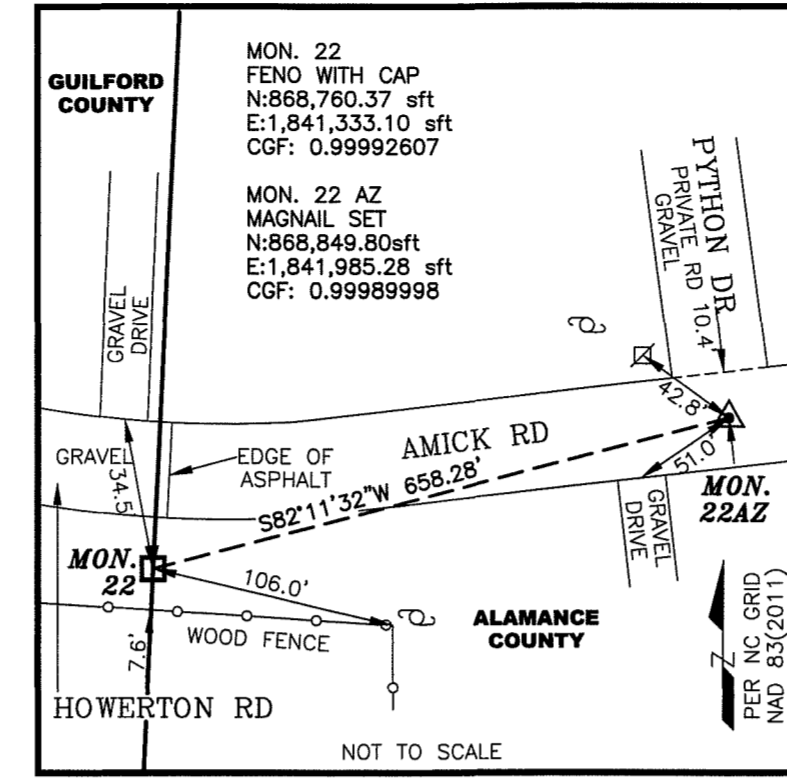 GUILFORD
COUNTY
MON. 22
FENO WITH CAP
N:868,760.37 sft
E:1,841,333.10 sft
CGF: 0.99992607
MON. 22 AZ
MAGNAIL SET
N:868,849.80sft
E:1,841,985.28 sft
CGF: 0.99989998
PYTHON DR
PRIVATE RD 10.4'
GRAVEL
GRAVEL
DRIVE
42.8'
AMICK RD
51.0'
GRAVEL
34.5'
EDGE OF
ASPHALT
S82°11'32"W 658.28'
GRAVEL
DRIVE
MON.
22AZ
MON.
22
106.0'
ALAMANCE
COUNTY
WOOD FENCE
7.6'
HOWERTON RD
N
PER NC GRID
NAD 83(2011)
NOT TO SCALE